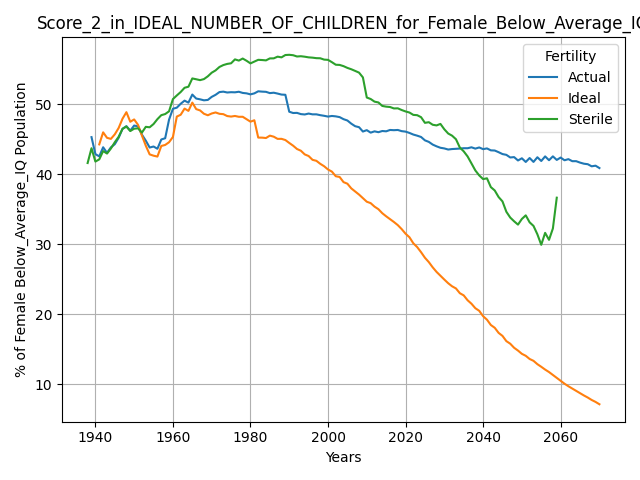 Score_2_in_IDEAL_NUMBER_OF_CHILDREN_for_Female_Below_Average_IQ
Fertility
Actual
Ideal
Sterile
% of Female Below_Average_IQ Population
50
40
30
20
10
1940 1960 1980 2000 2020 2040 2060
Years